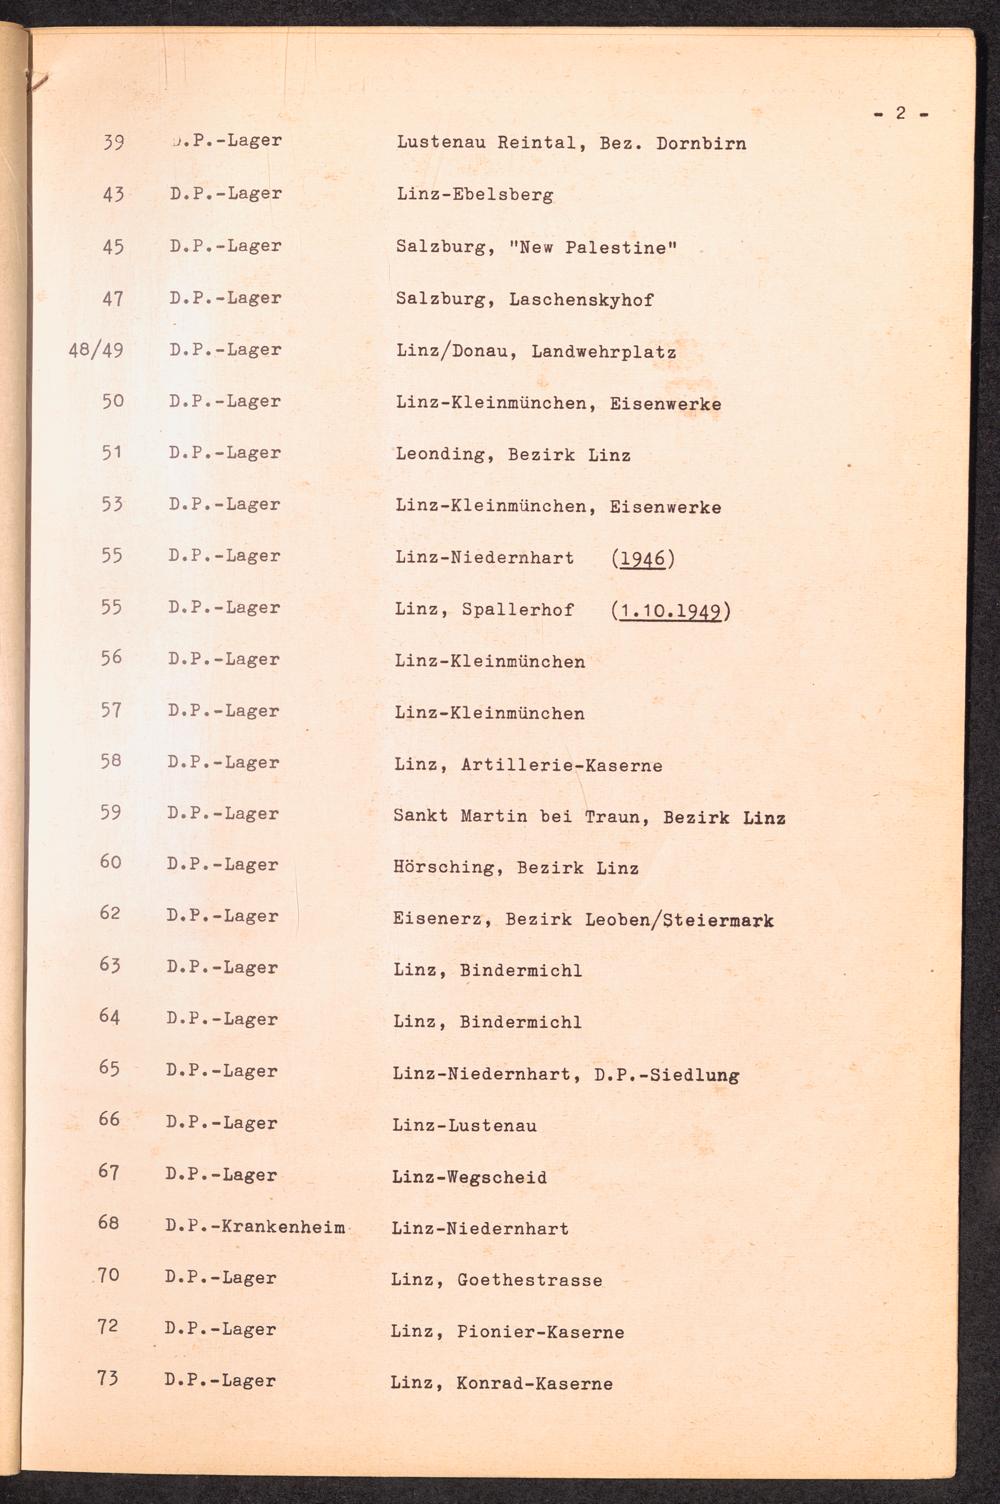 - 2 -
39 D.P.-Lager Lustenau Reintal, Bez. Dornbirn
43 D.P.-Lager Linz-Ebelsberg
45 D.P.-Lager Salzburg, "New Palestine"
47 D.P.-Lager Salzburg, Laschenskyhof
48/49 D.P.-Lager Linz/Donau, Landwehrplatz
50 D.P.-Lager Linz-Kleinmünchen, Eisenwerke
51 D.P.-Lager Leonding, Bezirk Linz
53 D.P.-Lager Linz-Kleinmünchen, Eisenwerke
55 D.P.-Lager Linz-Niedernhart (1946)
55 D.P.-Lager Linz, Spallerhof (1.10.1949)
56 D.P.-Lager Linz-Kleinmünchen
57 D.P.-Lager Linz-Kleinmünchen
58 D.P.-Lager Linz, Artillerie-Kaserne
59 D.P.-Lager Sankt Martin bei Traun, Bezirk Linz
60 D.P.-Lager Hörsching, Bezirk Linz
62 D.P.-Lager Eisenerz, Bezirk Leoben/Steiermark
63 D.P.-Lager Linz, Bindermichl
64 D.P.-Lager Linz, Bindermichl
65 D.P.-Lager Linz-Niedernhart, D.P.-Siedlung
66 D.P.-Lager Linz-Lustenau
67 D.P.-Lager Linz-Wegscheid
68 D.P.-Krankenheim Linz-Niedernhart
70 D.P.-Lager Linz, Goethestrasse
72 D.P.-Lager Linz, Pionier-Kaserne
73 D.P.-Lager Linz, Konrad-Kaserne